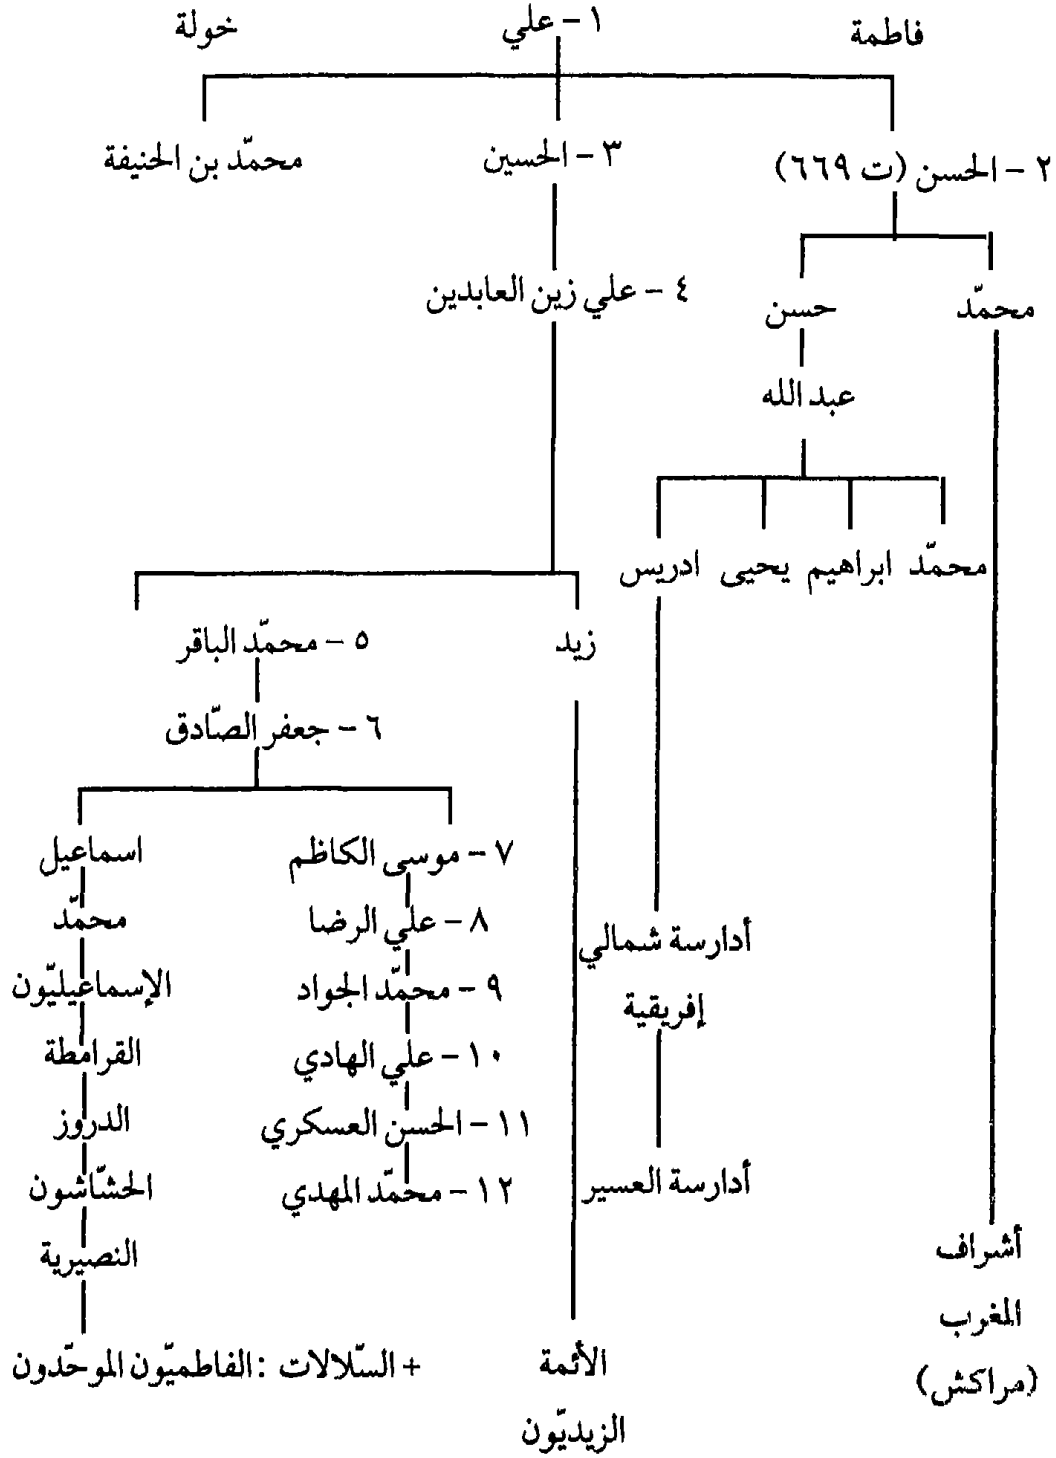 فاطمة
١ - علي
خولة
٢ - الحسن (ت ٦٦٩)
٣ - الحسين
محمّد بن الحنيفة
محمّد
حسن
٤ - علي زين العابدين
عبد الله
محمّد ابراهيم يحيى ادريس
زيد
٥ - محمّد الباقر
٦ - جعفر الصّادق
٧ - موسى الكاظم
اسماعيل
٨ - علي الرضا
محمّد
أدارسة شمالي
إفريقية
٩ - محمّد الجواد
الإسماعيليّون
١٠ - علي الهادي
القرامطة
١١ - الحسن العسكري
الدروز
أدارسة العسير
١٢ - محمّد المهدي
الحشّاشون
النصيرية
أشراف
المغرب
(مراكش)
الأئمة
الزيديّون
+ السّلالات : الفاطميّون الموحّدون